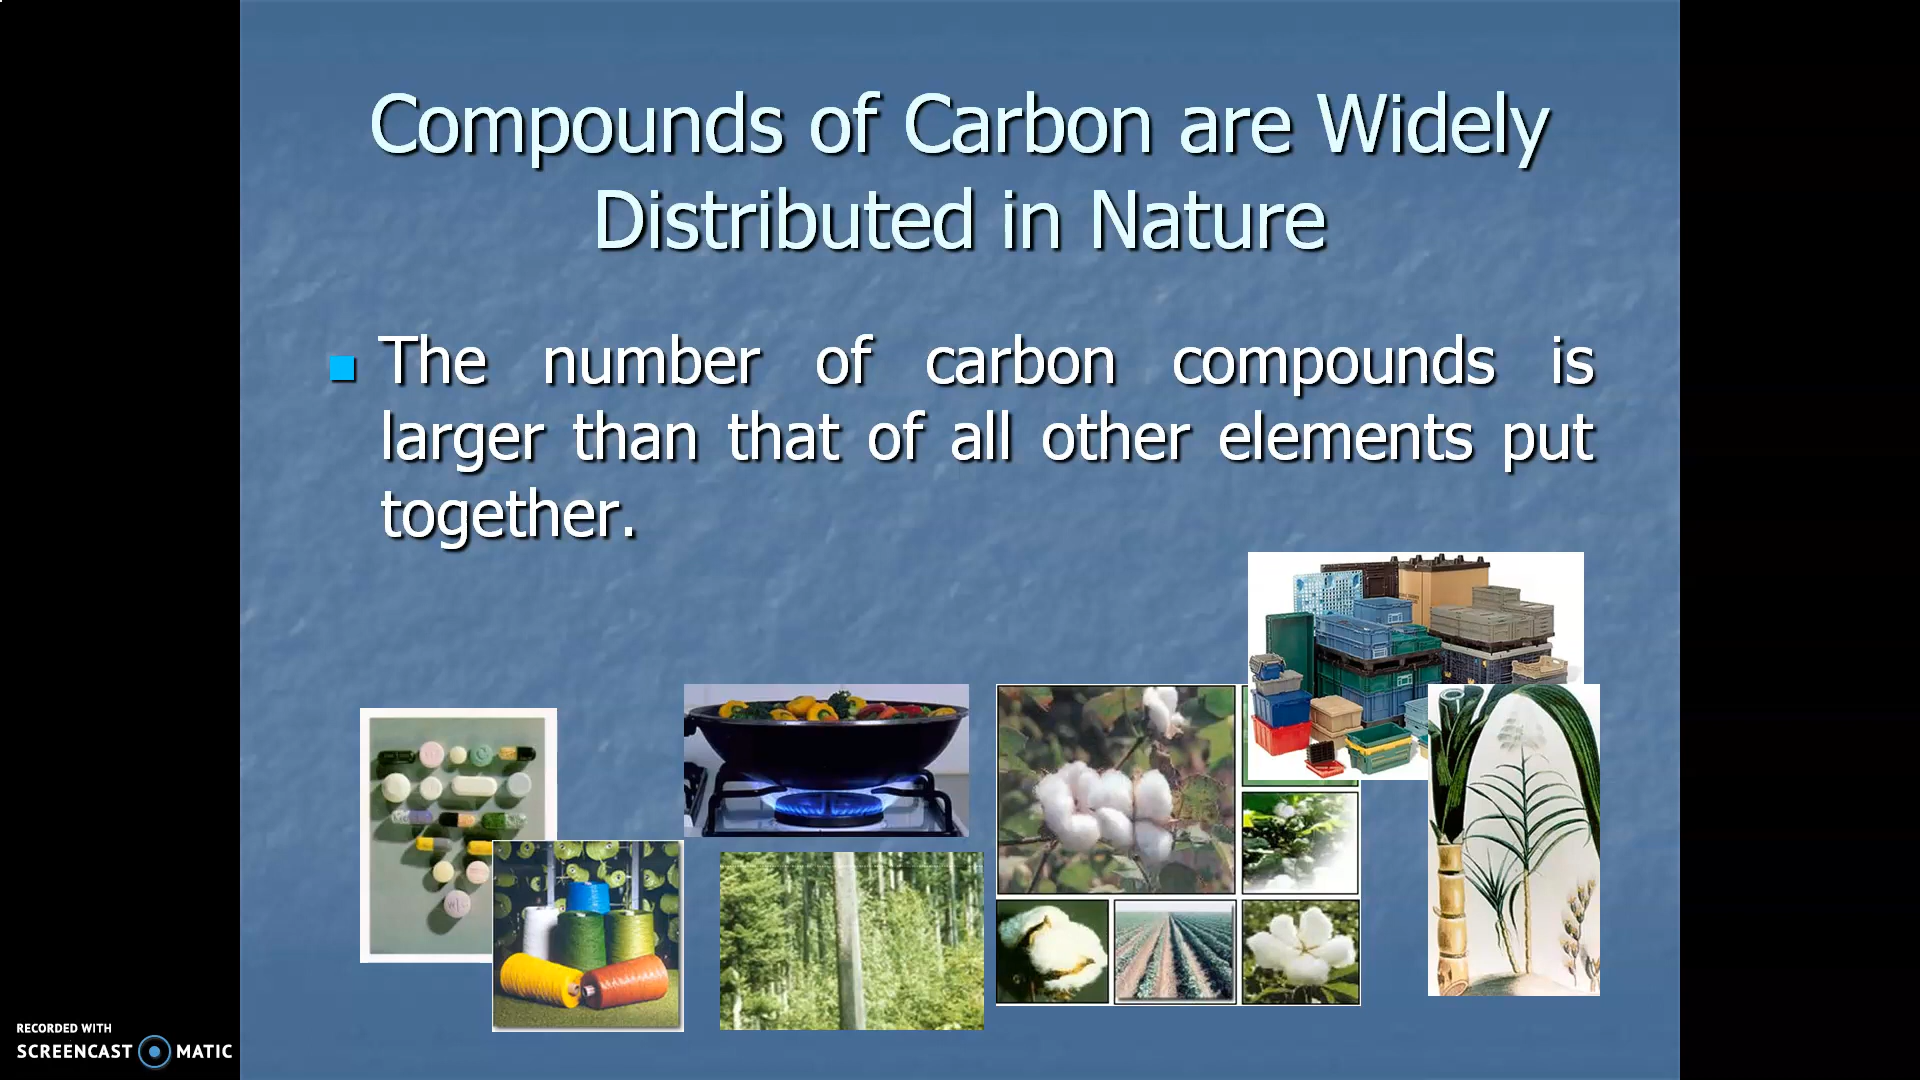 Compounds of Carbon are Widely
Distributed in Nature
The number of carbon compounds is
larger than that of all other elements put
together.
RECORDED WITH
SCREENCAST MATIC